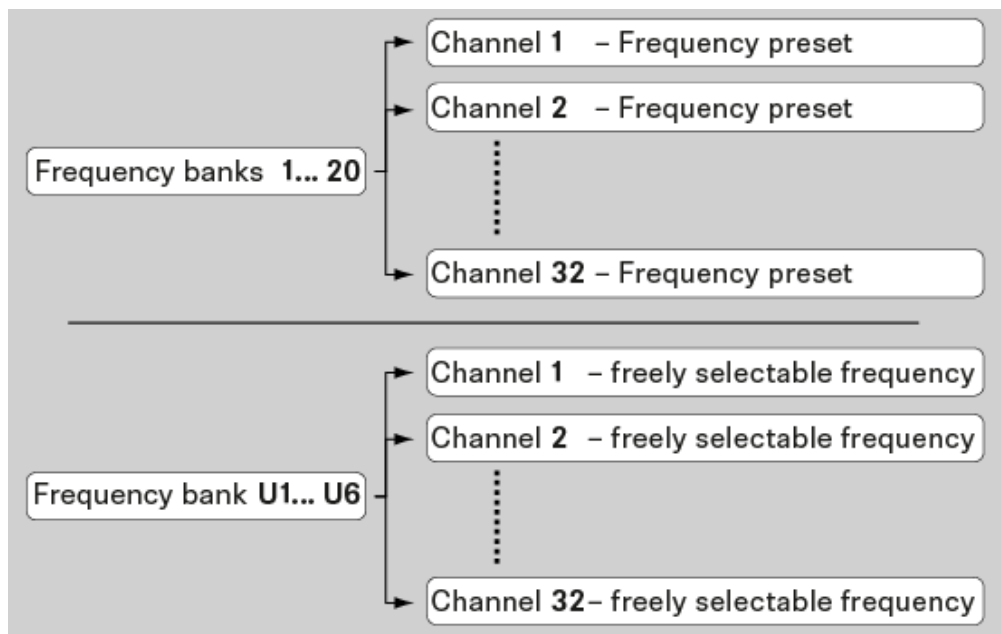 Channel 1 – Frequency preset
Channel 2 – Frequency preset
Frequency banks 1... 20
Channel 32 – Frequency preset
Channel 1 – freely selectable frequency
Channel 2 – freely selectable frequency
Frequency bank U1... U6
Channel 32– freely selectable frequency